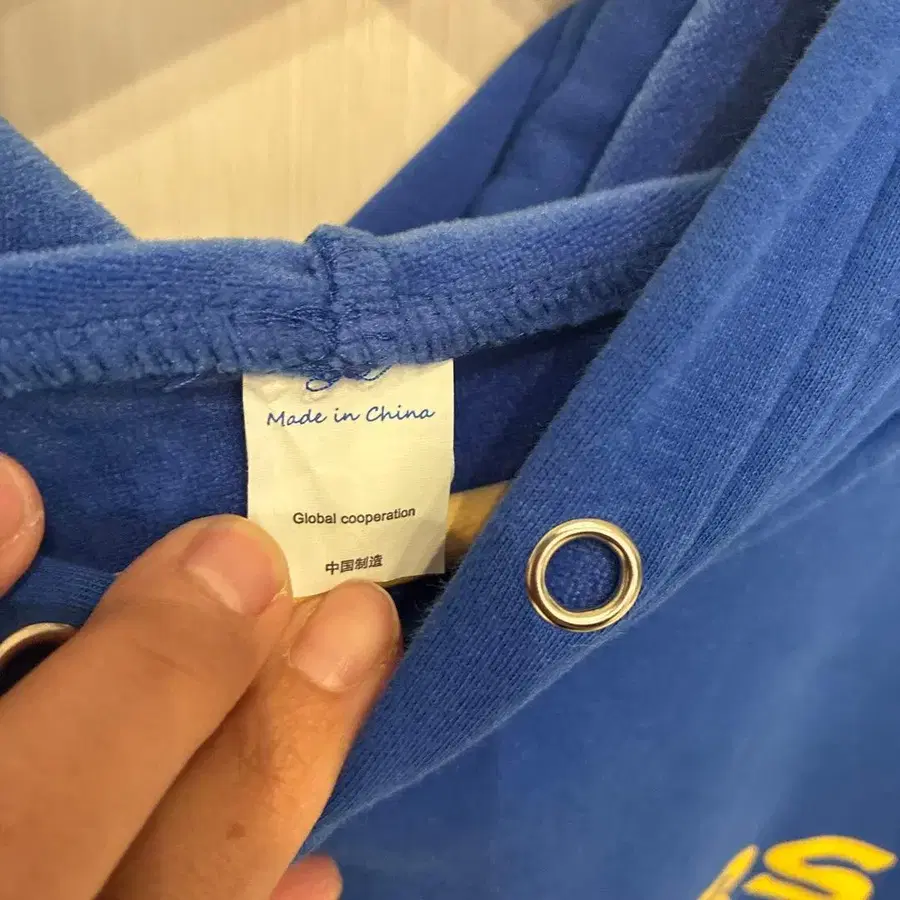 Made in China
Global cooperation
中国制造
S